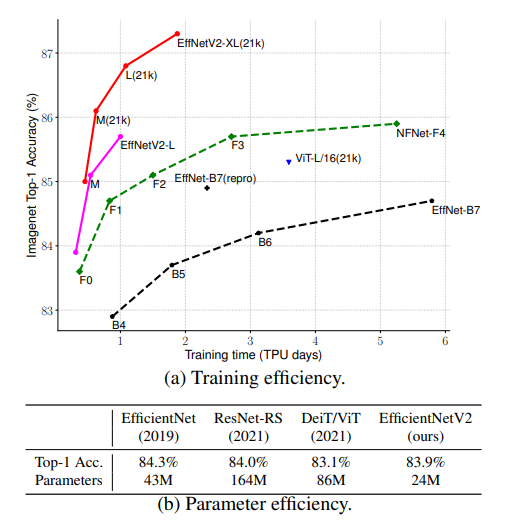 EffNetV2-XL(21k)
87
L(21k)
M(21k)
86
EffNetV2-L
NFNet-F4
F3
ViT-L/16(21k)
EffNet-B7(repro)
85
M
F2
F1
EffNet-B7
84
B6
F0
B5
83
B4
Imagenet Top-1 Accuracy (%)
1 2 3 4 5 6
Training time (TPU days)
(a) Training efficiency.
EfficientNet ResNet-RS DeiT/ViT EfficientNetV2
(2019) (2021) (2021) (ours)
Top-1 Acc. 84.3% 84.0% 83.1% 83.9%
Parameters 43M 164M 86M 24M
(b) Parameter efficiency.